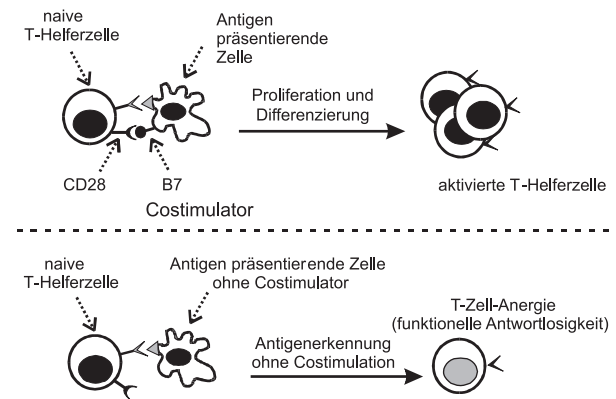 naive
T-Helferzelle
Antigen
präsentierende
Zelle
Proliferation und
Differenzierung
CD28
B7
aktivierte T-Helferzelle
Costimulator
naive
T-Helferzelle
Antigen präsentierende Zelle
ohne Costimulator
T-Zell-Anergie
(funktionelle Antwortlosigkeit)
Antigenerkennung
ohne Costimulation